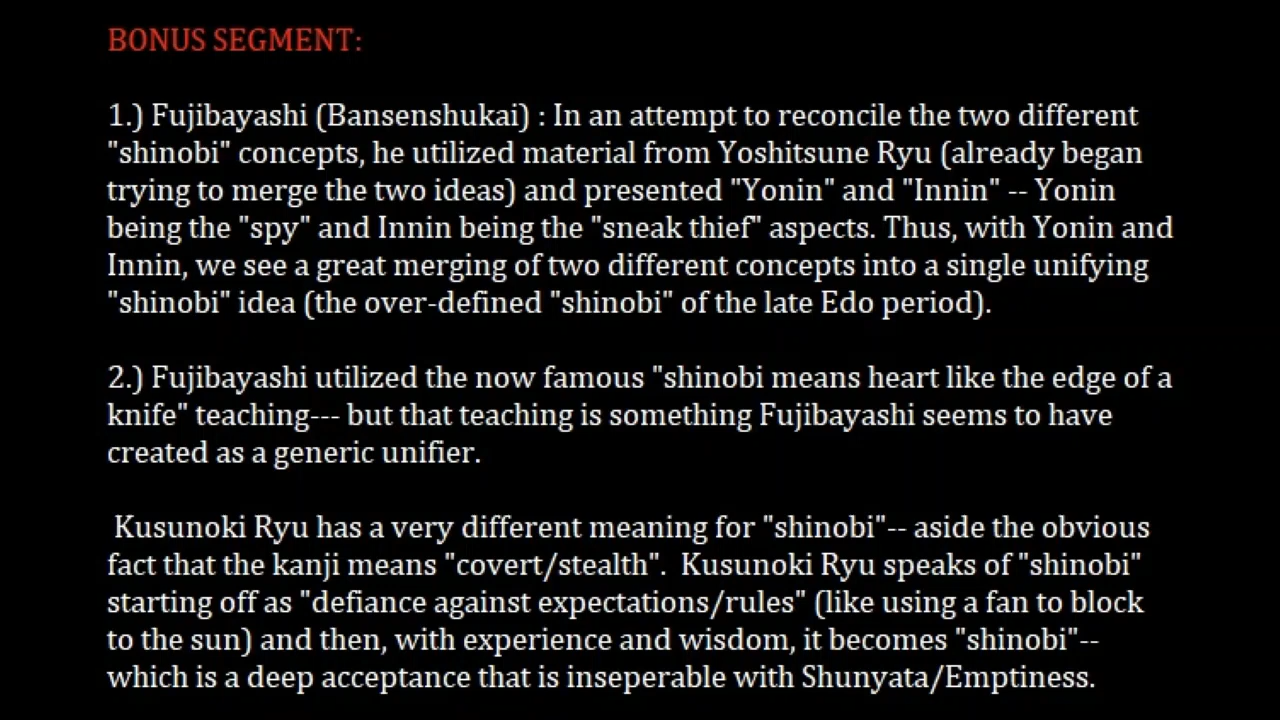 BONUS SEGMENT:
1.) Fujibayashi (Bansenshukai) : In an attempt to reconcile the two different
"shinobi" concepts, he utilized material from Yoshitsune Ryu (already began
trying to merge the two ideas) and presented "Yonin" and "Innin" -- Yonin
being the "spy" and Innin being the "sneak thief" aspects. Thus, with Yonin and
Innin, we see a great merging of two different concepts into a single unifying
"shinobi" idea (the over-defined "shinobi" of the late Edo period).
2.) Fujibayashi utilized the now famous "shinobi means heart like the edge of a
knife" teaching--- but that teaching is something Fujibayashi seems to have
created as a generic unifier.
Kusunoki Ryu has a very different meaning for "shinobi"-- aside the obvious
fact that the kanji means "covert/stealth".  Kusunoki Ryu speaks of "shinobi"
starting off as "defiance against expectations/rules" (like using a fan to block
to the sun) and then, with experience and wisdom, it becomes "shinobi"--
which is a deep acceptance that is inseperable with Shunyata/Emptiness.